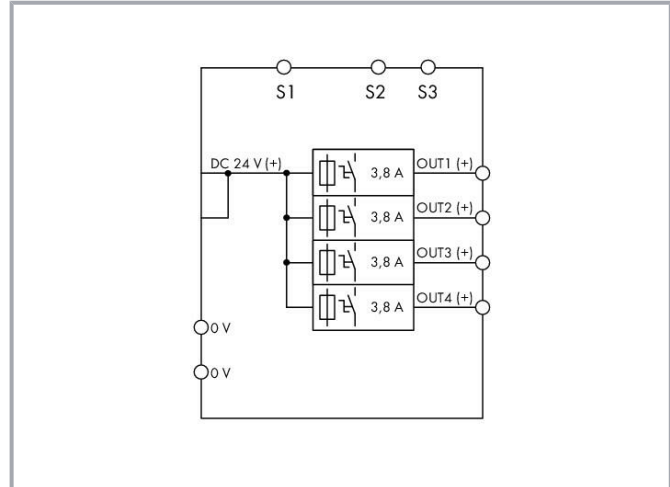 S1 S2 S3
DC 24 V (+) 3,8 A OUT1 (+)
3,8 A OUT2 (+)
3,8 A OUT3 (+)
3,8 A OUT4 (+)
0 V
0 V